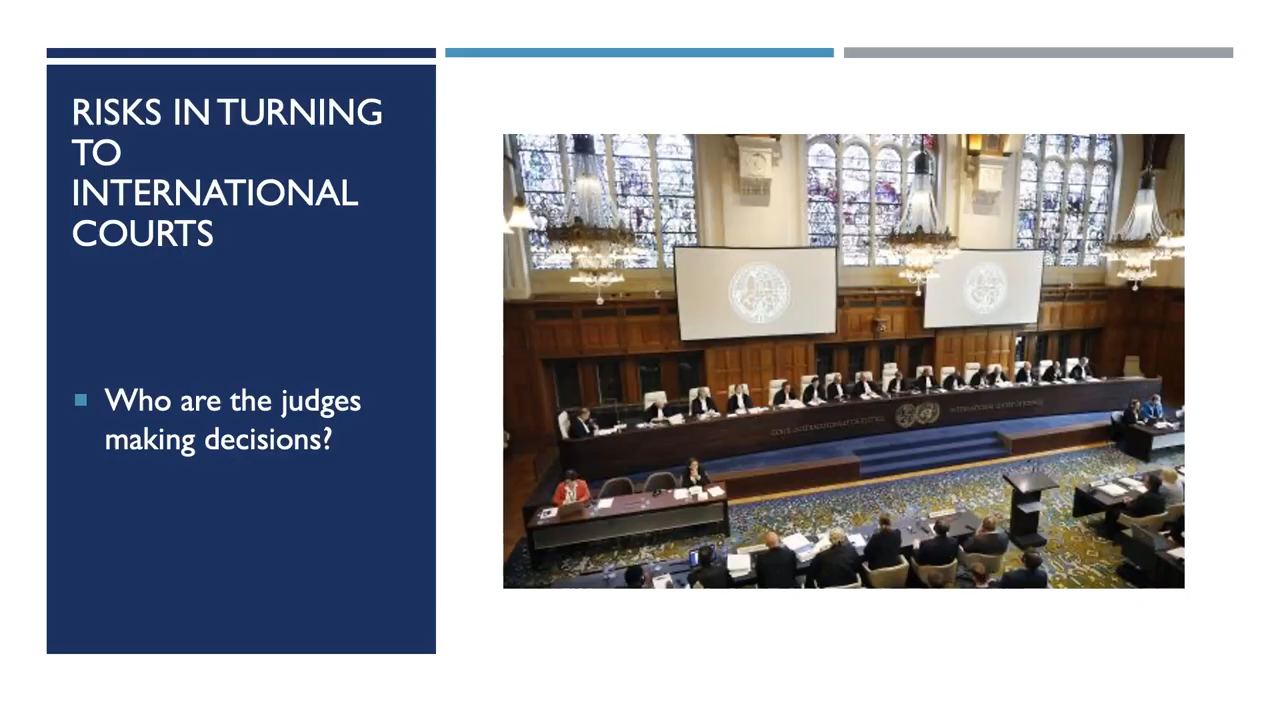 RISKS IN TURNING
TO
INTERNATIONAL
COURTS
Who are the judges
making decisions?